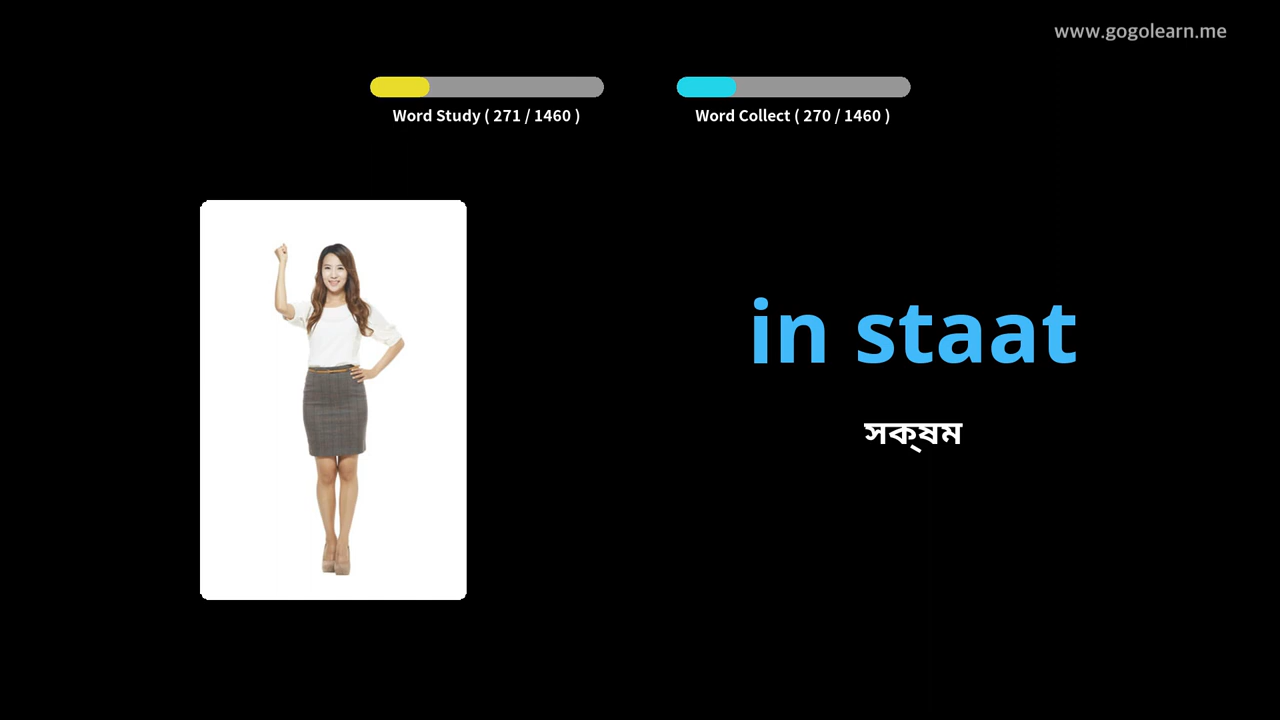 www.gogolearn.me
Word Study ( 271 / 1460 )
Word Collect ( 270 / 1460 )
in staat
সক্ষম